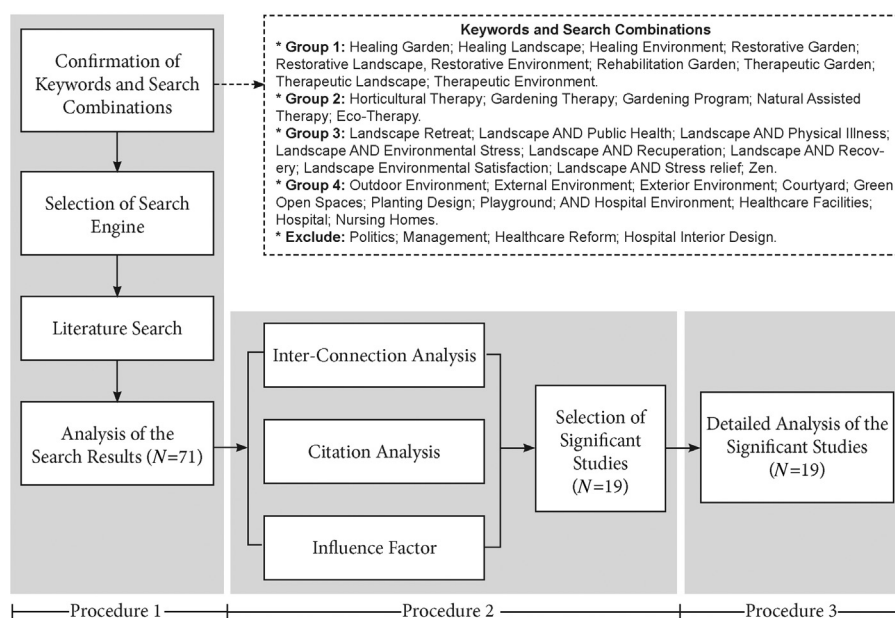 Confirmation of
Keywords and Search
Combinations
Selection of Search
Engine
Literature Search
Analysis of the
Search Results (N=71)
Keywords and Search Combinations
* Group 1: Healing Garden; Healing Landscape; Healing Environment; Restorative Garden;
Restorative Landscape, Restorative Environment; Rehabilitation Garden; Therapeutic Garden;
Therapeutic Landscape; Therapeutic Environment.
* Group 2: Horticultural Therapy; Gardening Therapy; Gardening Program; Natural Assisted
Therapy; Eco-Therapy.
* Group 3: Landscape Retreat; Landscape AND Public Health; Landscape AND Physical Illness;
Landscape AND Environmental Stress; Landscape AND Recuperation; Landscape AND Recov-
ery; Landscape Environmental Satisfaction; Landscape AND Stress relief; Zen.
* Group 4: Outdoor Environment; External Environment; Exterior Environment; Courtyard; Green
Open Spaces; Planting Design; Playground; AND Hospital Environment; Healthcare Facilities;
Hospital; Nursing Homes.
* Exclude: Politics; Management; Healthcare Reform; Hospital Interior Design.
Inter-Connection Analysis
Citation Analysis
Influence Factor
Selection of
Significant
Studies
(N=19)
Detailed Analysis of the
Significant Studies
(N=19)
Procedure 1
Procedure 2
Procedure 3